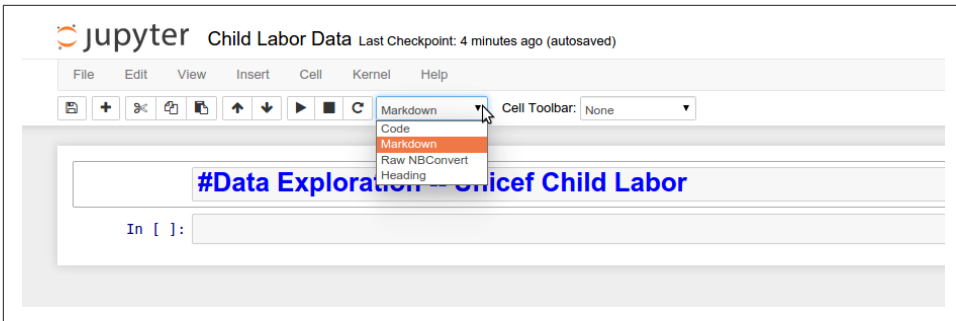 jupyter Child Labor Data Last Checkpoint: 4 minutes ago (autosaved)
File Edit View Insert Cell Kernel Help
Markdown Cell Toolbar: None
Code
Markdown
Raw NBConvert
Heading
#Data Exploration -- Unicef Child Labor
In [ ]: